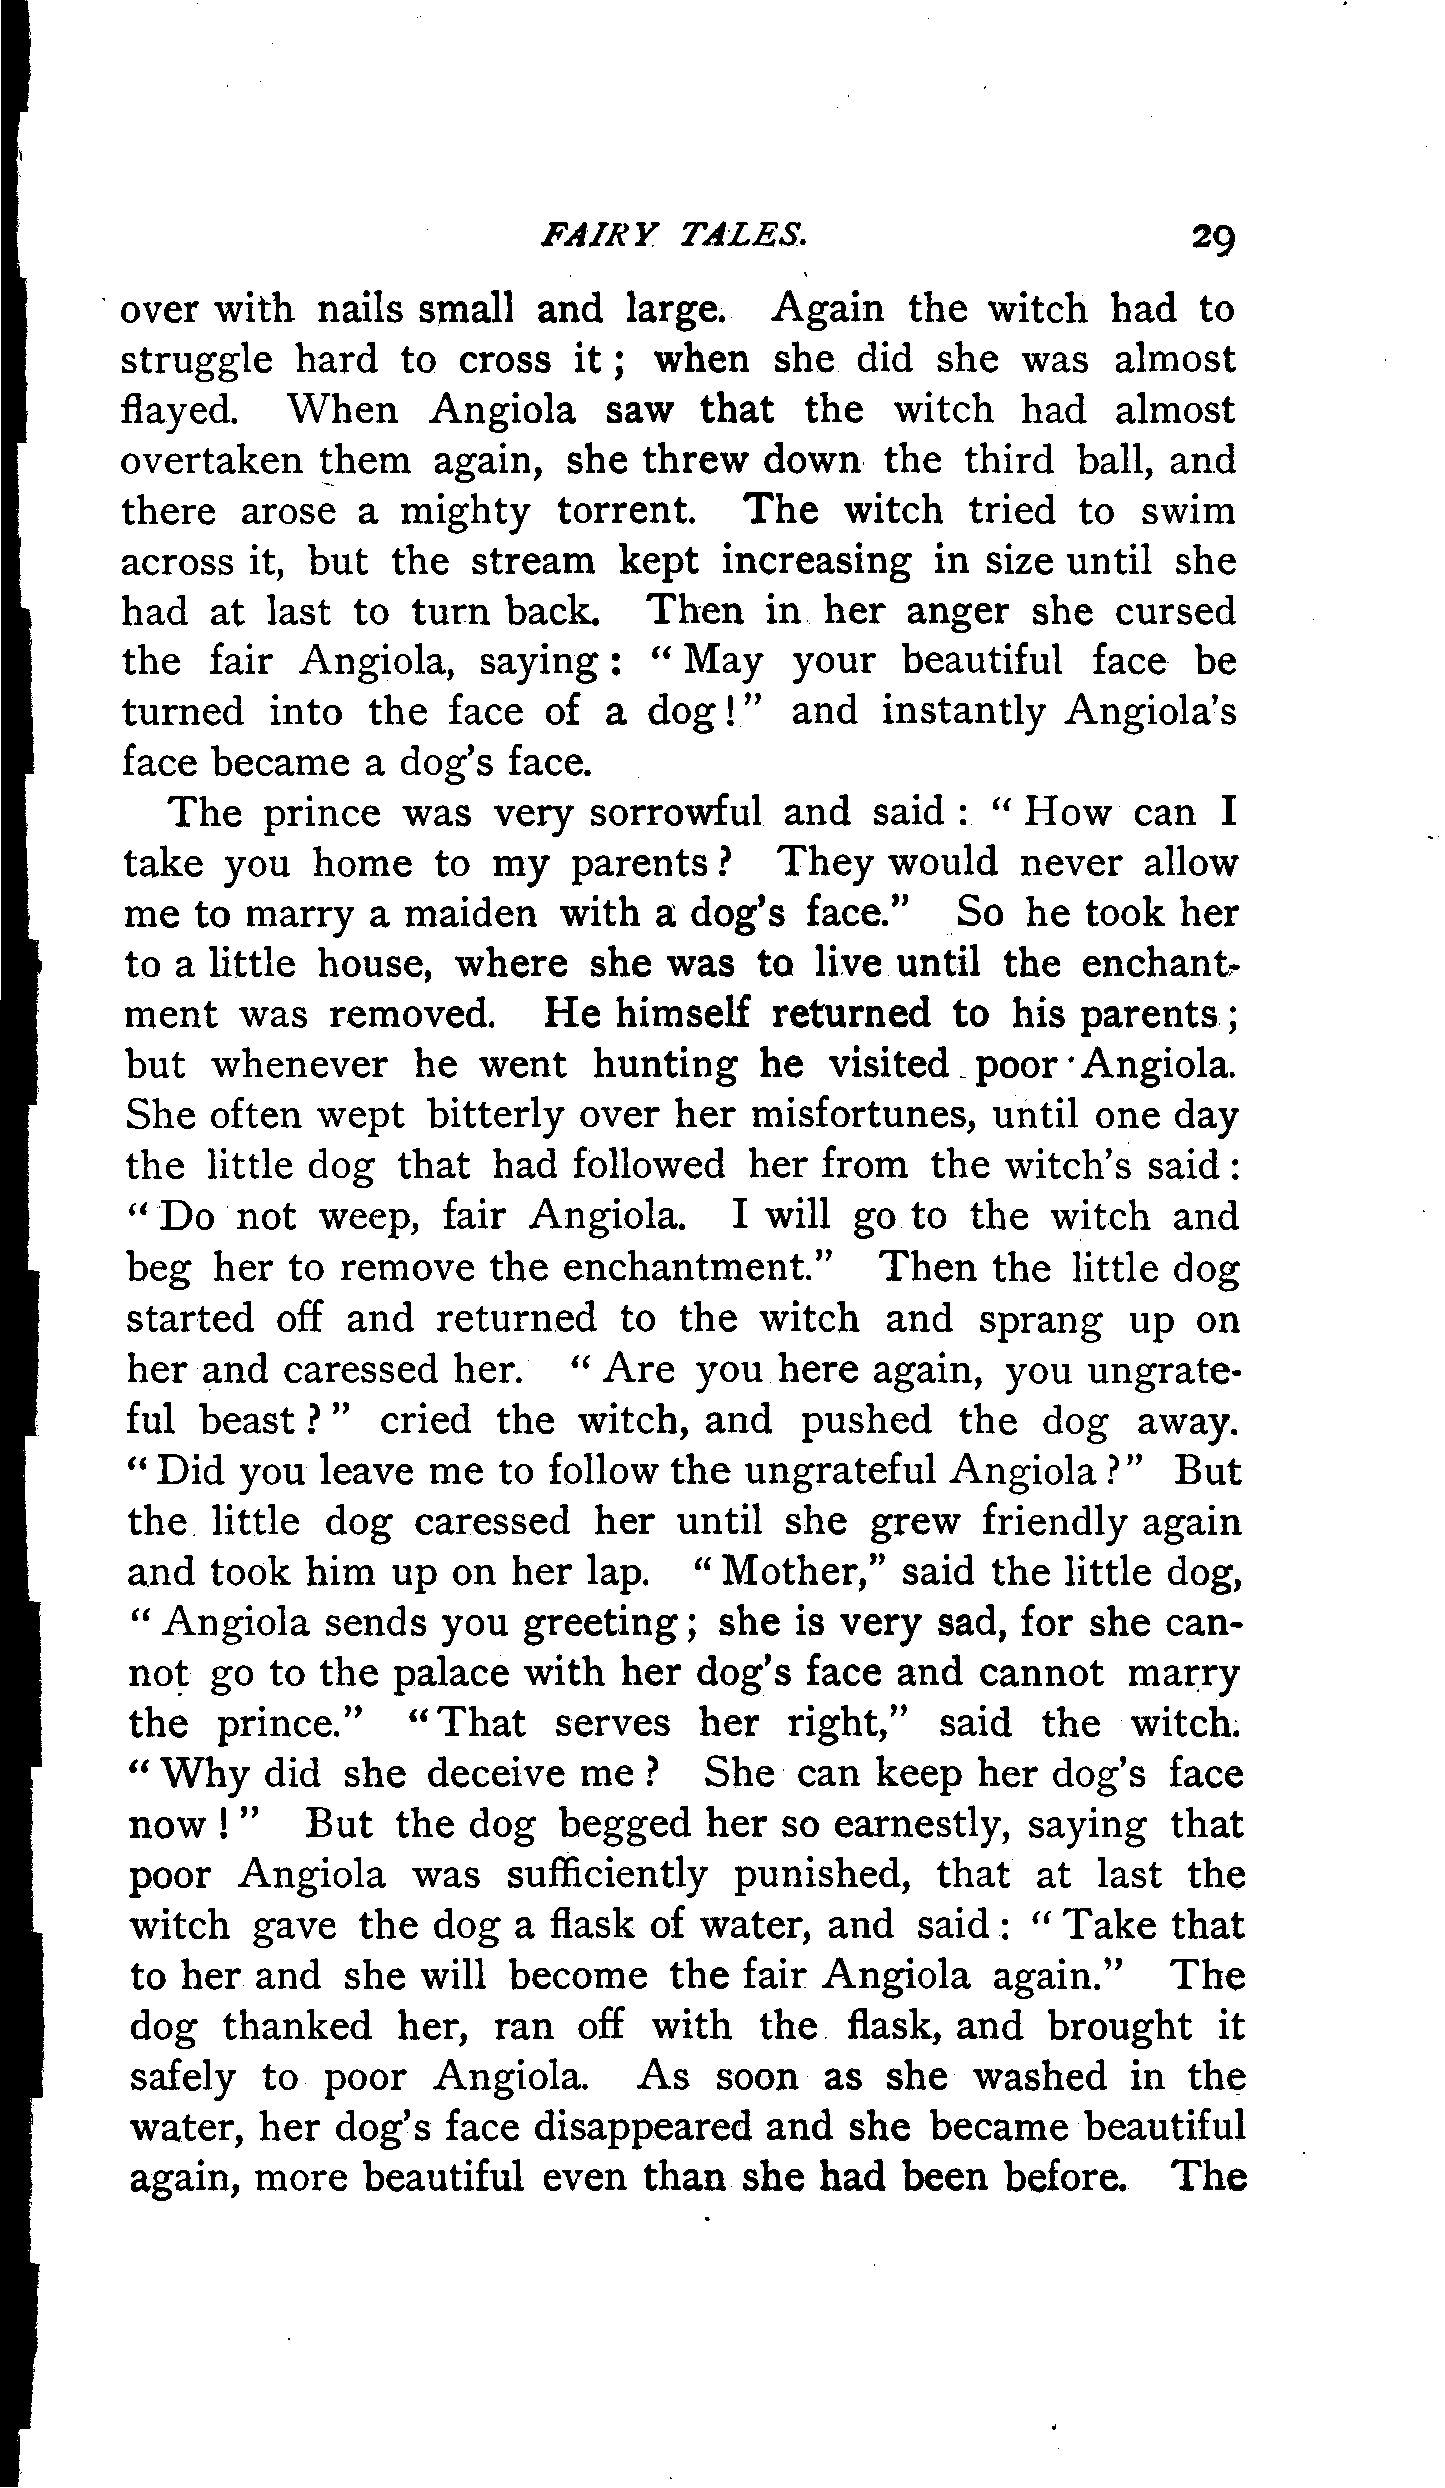 FAIRY TALES. 29
over with nails small and large. Again the witch had to
struggle hard to cross it ; when she did she was almost
flayed. When Angiola saw that the witch had almost
overtaken them again, she threw down the third ball, and
there arose a mighty torrent. The witch tried to swim
across it, but the stream kept increasing in size until she
had at last to turn back. Then in her anger she cursed
the fair Angiola, saying : “ May your beautiful face be
turned into the face of a dog ! ” and instantly Angiola's
face became a dog's face.
The prince was very sorrowful and said : “ How can I
take you home to my parents ? They would never allow
me to marry a maiden with a dog's face.” So he took her
to a little house, where she was to live until the enchant-
ment was removed. He himself returned to his parents ;
but whenever he went hunting he visited poor Angiola.
She often wept bitterly over her misfortunes, until one day
the little dog that had followed her from the witch's said :
“ Do not weep, fair Angiola. I will go to the witch and
beg her to remove the enchantment.” Then the little dog
started off and returned to the witch and sprang up on
her and caressed her. “ Are you here again, you ungrate-
ful beast ? ” cried the witch, and pushed the dog away.
“ Did you leave me to follow the ungrateful Angiola ? ” But
the little dog caressed her until she grew friendly again
and took him up on her lap. “ Mother,” said the little dog,
“ Angiola sends you greeting ; she is very sad, for she can-
not go to the palace with her dog's face and cannot marry
the prince.” “ That serves her right,” said the witch.
“ Why did she deceive me ? She can keep her dog's face
now ! ” But the dog begged her so earnestly, saying that
poor Angiola was sufficiently punished, that at last the
witch gave the dog a flask of water, and said : “ Take that
to her and she will become the fair Angiola again.” The
dog thanked her, ran off with the flask, and brought it
safely to poor Angiola. As soon as she washed in the
water, her dog's face disappeared and she became beautiful
again, more beautiful even than she had been before. The